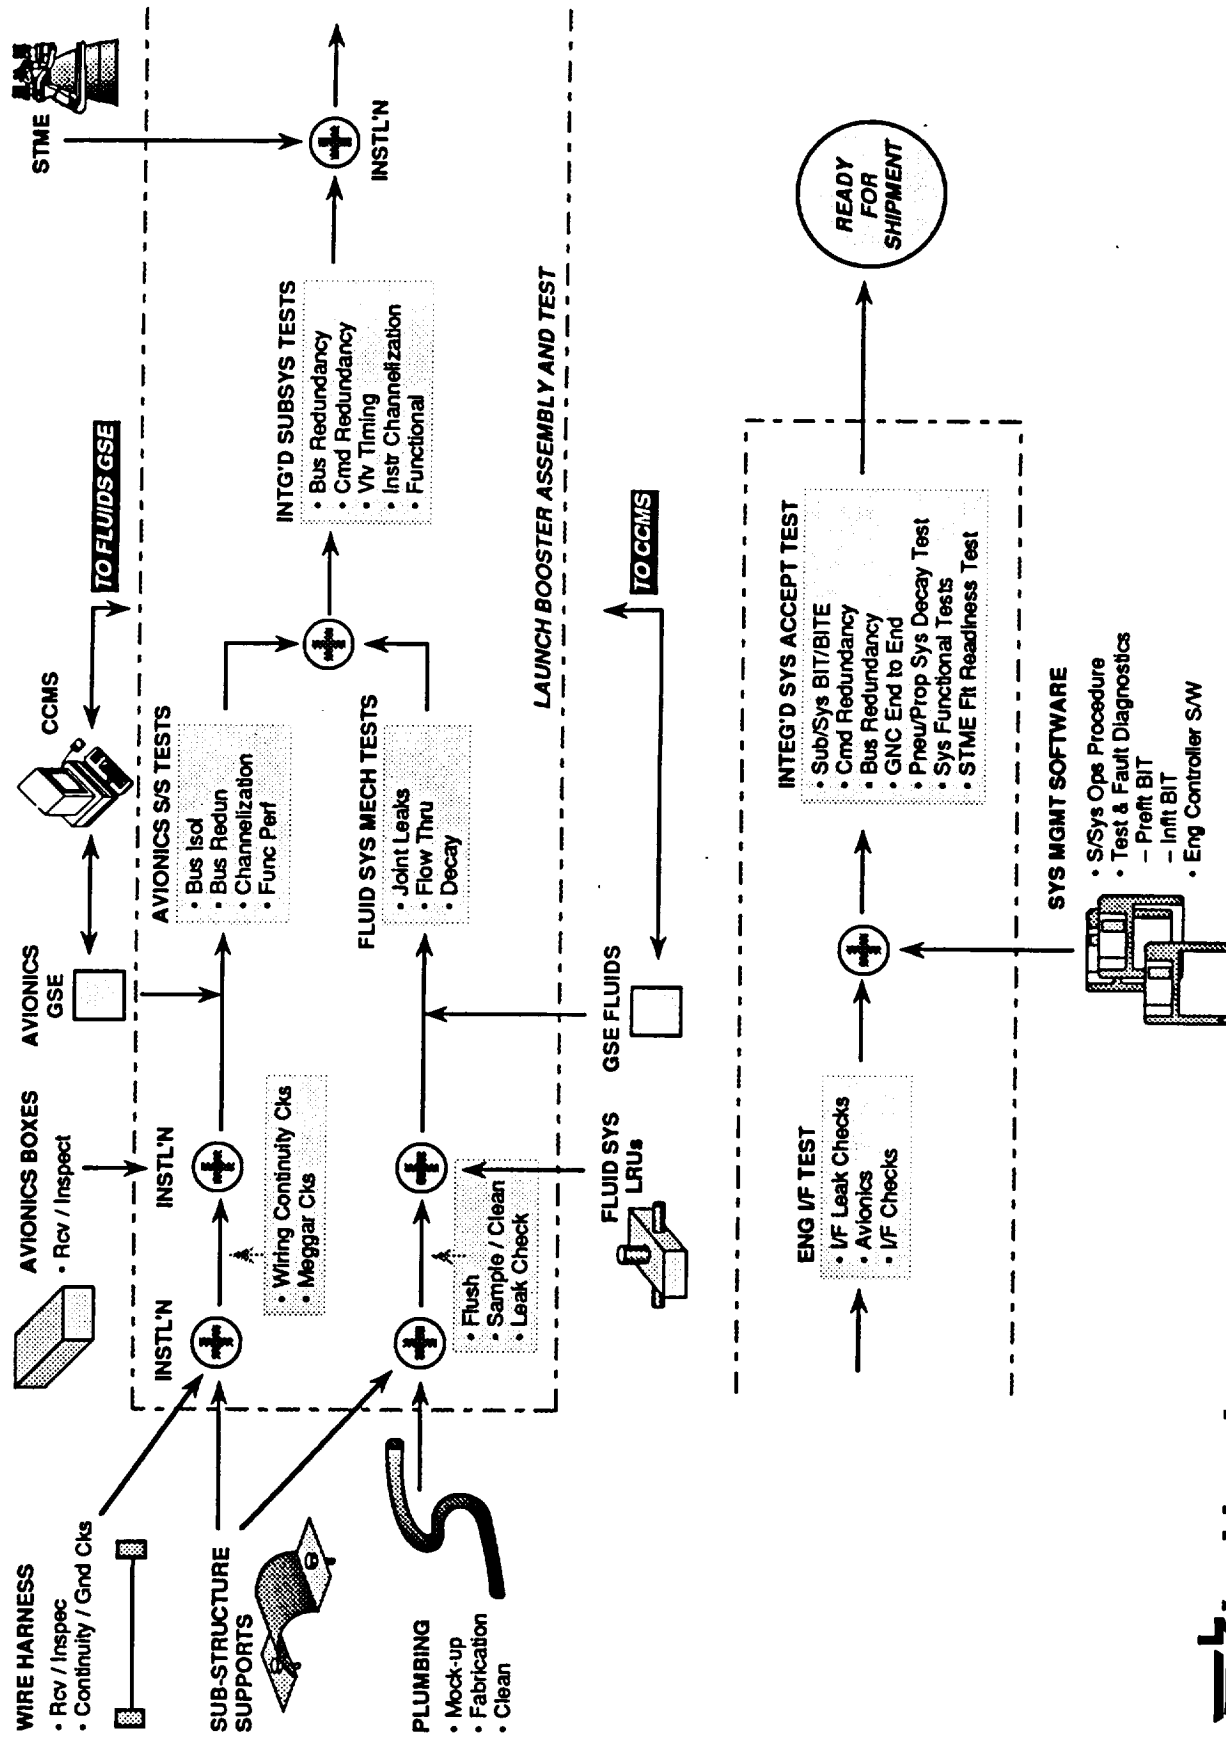 WIRE HARNESS
• Rcv / Inspec
• Continuity / Gnd Cks
SUB-STRUCTURE
SUPPORTS
PLUMBING
• Mock-up
• Fabrication
• Clean
AVIONICS BOXES
• Rcv / Inspect
INSTL'N
INSTL'N
• Wiring Continuity Cks
• Meggar Cks
• Flush
• Sample / Clean
• Leak Check
FLUID SYS
LRUs
AVIONICS
GSE
CCMS
TO FLUIDS GSE
AVIONICS S/S TESTS
• Bus Isol
• Bus Redun
• Channelization
• Func Perf
FLUID SYS MECH TESTS
• Joint Leaks
• Flow Thru
• Decay
GSE FLUIDS
TO CCMS
INTG'D SUBSYS TESTS
• Bus Redundancy
• Cmd Redundancy
• Vlv Timing
• Instr Channelization
• Functional
STME
INSTL'N
LAUNCH BOOSTER ASSEMBLY AND TEST
ENG I/F TEST
• I/F Leak Checks
• Avionics
• I/F Checks
INTEG'D SYS ACCEPT TEST
• Sub/Sys BIT/BITE
• Cmd Redundancy
• Bus Redundancy
• GNC End to End
• Pneu/Prop Sys Decay Test
• Sys Functional Tests
• STME Flt Readiness Test
READY
FOR
SHIPMENT
SYS MGMT SOFTWARE
• S/Sys Ops Procedure
• Test & Fault Diagnostics
– Preflt BIT
– Inflt BIT
• Eng Controller S/W